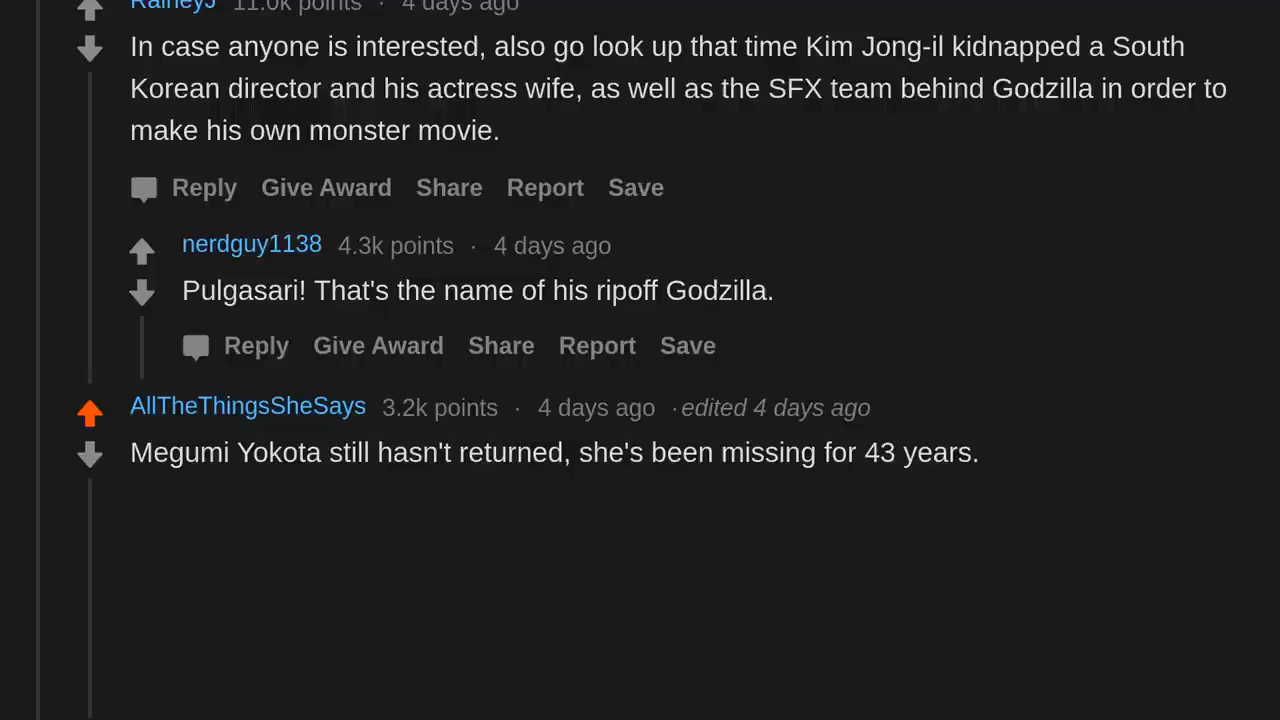 RaineyJ 11.0k points · 4 days ago
In case anyone is interested, also go look up that time Kim Jong-il kidnapped a South
Korean director and his actress wife, as well as the SFX team behind Godzilla in order to
make his own monster movie.
Reply Give Award Share Report Save
nerdguy1138 4.3k points · 4 days ago
Pulgasari! That's the name of his ripoff Godzilla.
Reply Give Award Share Report Save
AllTheThingsSheSays 3.2k points · 4 days ago · edited 4 days ago
Megumi Yokota still hasn't returned, she's been missing for 43 years.